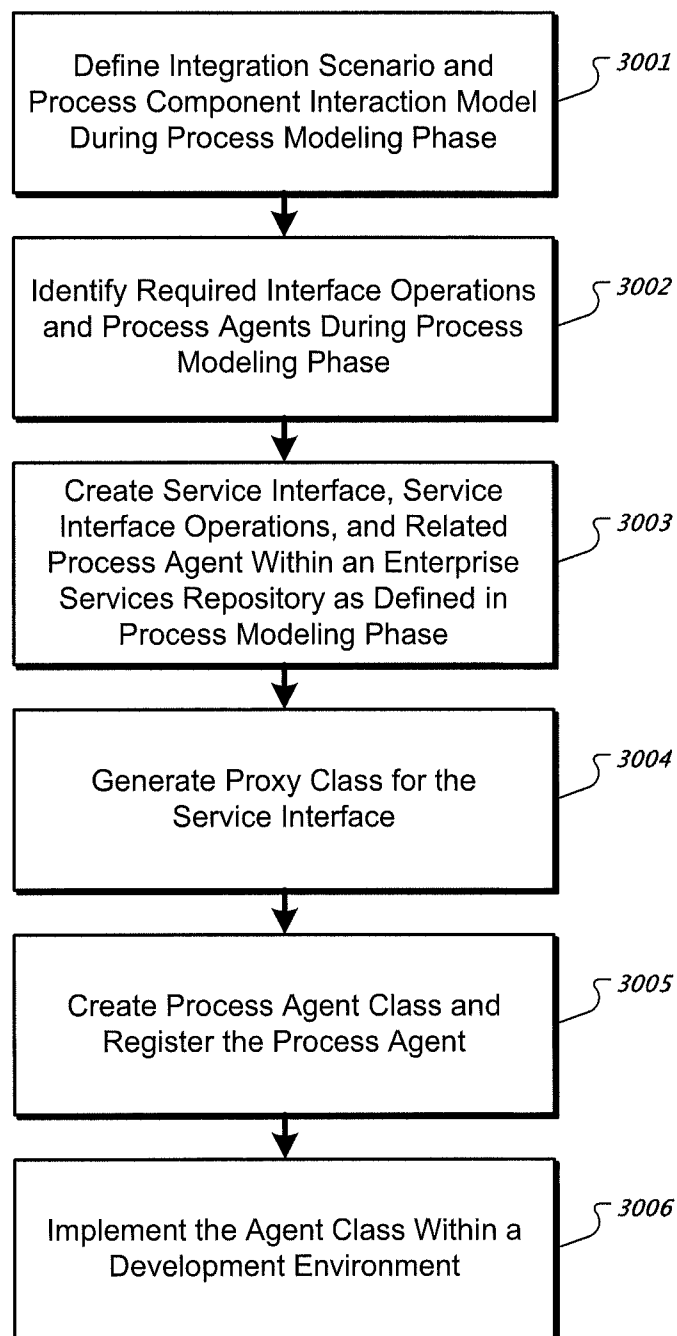 Define Integration Scenario and
Process Component Interaction Model
During Process Modeling Phase
3001
Identify Required Interface Operations
and Process Agents During Process
Modeling Phase
3002
Create Service Interface, Service
Interface Operations, and Related
Process Agent Within an Enterprise
Services Repository as Defined in
Process Modeling Phase
3003
Generate Proxy Class for the
Service Interface
3004
Create Process Agent Class and
Register the Process Agent
3005
Implement the Agent Class Within a
Development Environment
3006